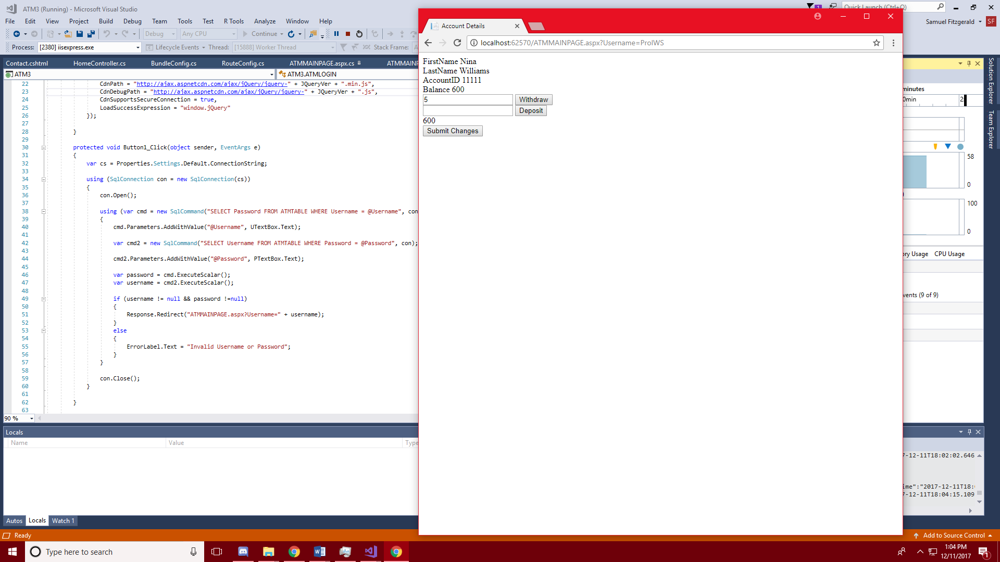 ATM3 (Running) - Microsoft Visual Studio
Quick Launch (Ctrl+Q)
File Edit View Project Build Debug Team Tools Test R Tools Analyze Window Help
Samuel Fitzgerald SF
Debug Any CPU Continue
Process: [2380] iisexpress.exe Lifecycle Events Thread: [15888] Worker Thread Stack Frame:
Contact.cshtml HomeController.cs BundleConfig.cs RouteConfig.cs ATMMAINPAGE.aspx.cs ATMMAINP
ATM3 ATM3.ATMLOGIN
22 CdnPath = "http://ajax.aspnetcdn.com/ajax/jQuery/jquery-" + JQueryVer + ".min.js",
23 CdnDebugPath = "http://ajax.aspnetcdn.com/ajax/jQuery/jquery-" + JQueryVer + ".js",
24 CdnSupportsSecureConnection = true,
25 LoadSuccessExpression = "window.jQuery"
26 });
27
28 }
29
30 protected void Button1_Click(object sender, EventArgs e)
31 {
32 var cs = Properties.Settings.Default.ConnectionString;
33
34 using (SqlConnection con = new SqlConnection(cs))
35 {
36 con.Open();
37
38 using (var cmd = new SqlCommand("SELECT Password FROM ATMTABLE WHERE Username = @Username", con
39 {
40 cmd.Parameters.AddWithValue("@Username", UTextBox.Text);
41
42 var cmd2 = new SqlCommand("SELECT Username FROM ATMTABLE WHERE Password = @Password", con);
43
44 cmd2.Parameters.AddWithValue("@Password", PTextBox.Text);
45
46 var password = cmd.ExecuteScalar();
47 var username = cmd2.ExecuteScalar();
48
49 if (username != null && password !=null)
50 {
51 Response.Redirect("ATMMAINPAGE.aspx?Username=" + username);
52 }
53 else
54 {
55 ErrorLabel.Text = "Invalid Username or Password";
56 }
57 }
58
59 con.Close();
60 }
61
62 }
63
90 %
Locals
Name Value Type
Autos Locals Watch 1
Ready
Account Details
localhost:62570/ATMMAINPAGE.aspx?Username=ProIWS
FirstName Nina
LastName Williams
AccountID 11111
Balance 600
5 Withdraw
Deposit
600
Submit Changes
minutes
0min 2
58
0
100
0
ory Usage CPU Usage
vents (9 of 9)
7-12-11T18:02:02.646
ime":"2017-12-11T18:
7-12-11T18:04:15.109
Solution Explorer
Team Explorer
Add to Source Control
Type here to search
1:04 PM
12/11/2017
1